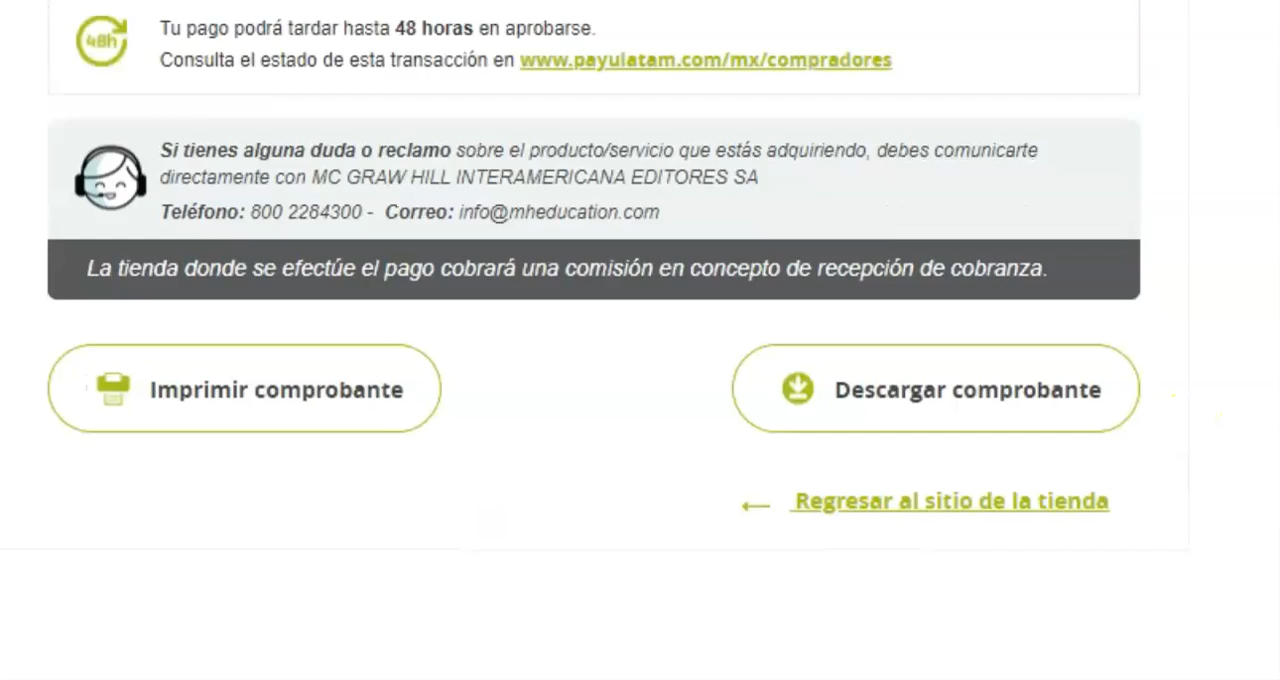 48h
Tu pago podrá tardar hasta 48 horas en aprobarse.
Consulta el estado de esta transacción en www.payulatam.com/mx/compradores
Si tienes alguna duda o reclamo sobre el producto/servicio que estás adquiriendo, debes comunicarte
directamente con MC GRAW HILL INTERAMERICANA EDITORES SA
Teléfono: 800 2284300 - Correo: info@mheducation.com
La tienda donde se efectúe el pago cobrará una comisión en concepto de recepción de cobranza.
Imprimir comprobante
Descargar comprobante
Regresar al sitio de la tienda